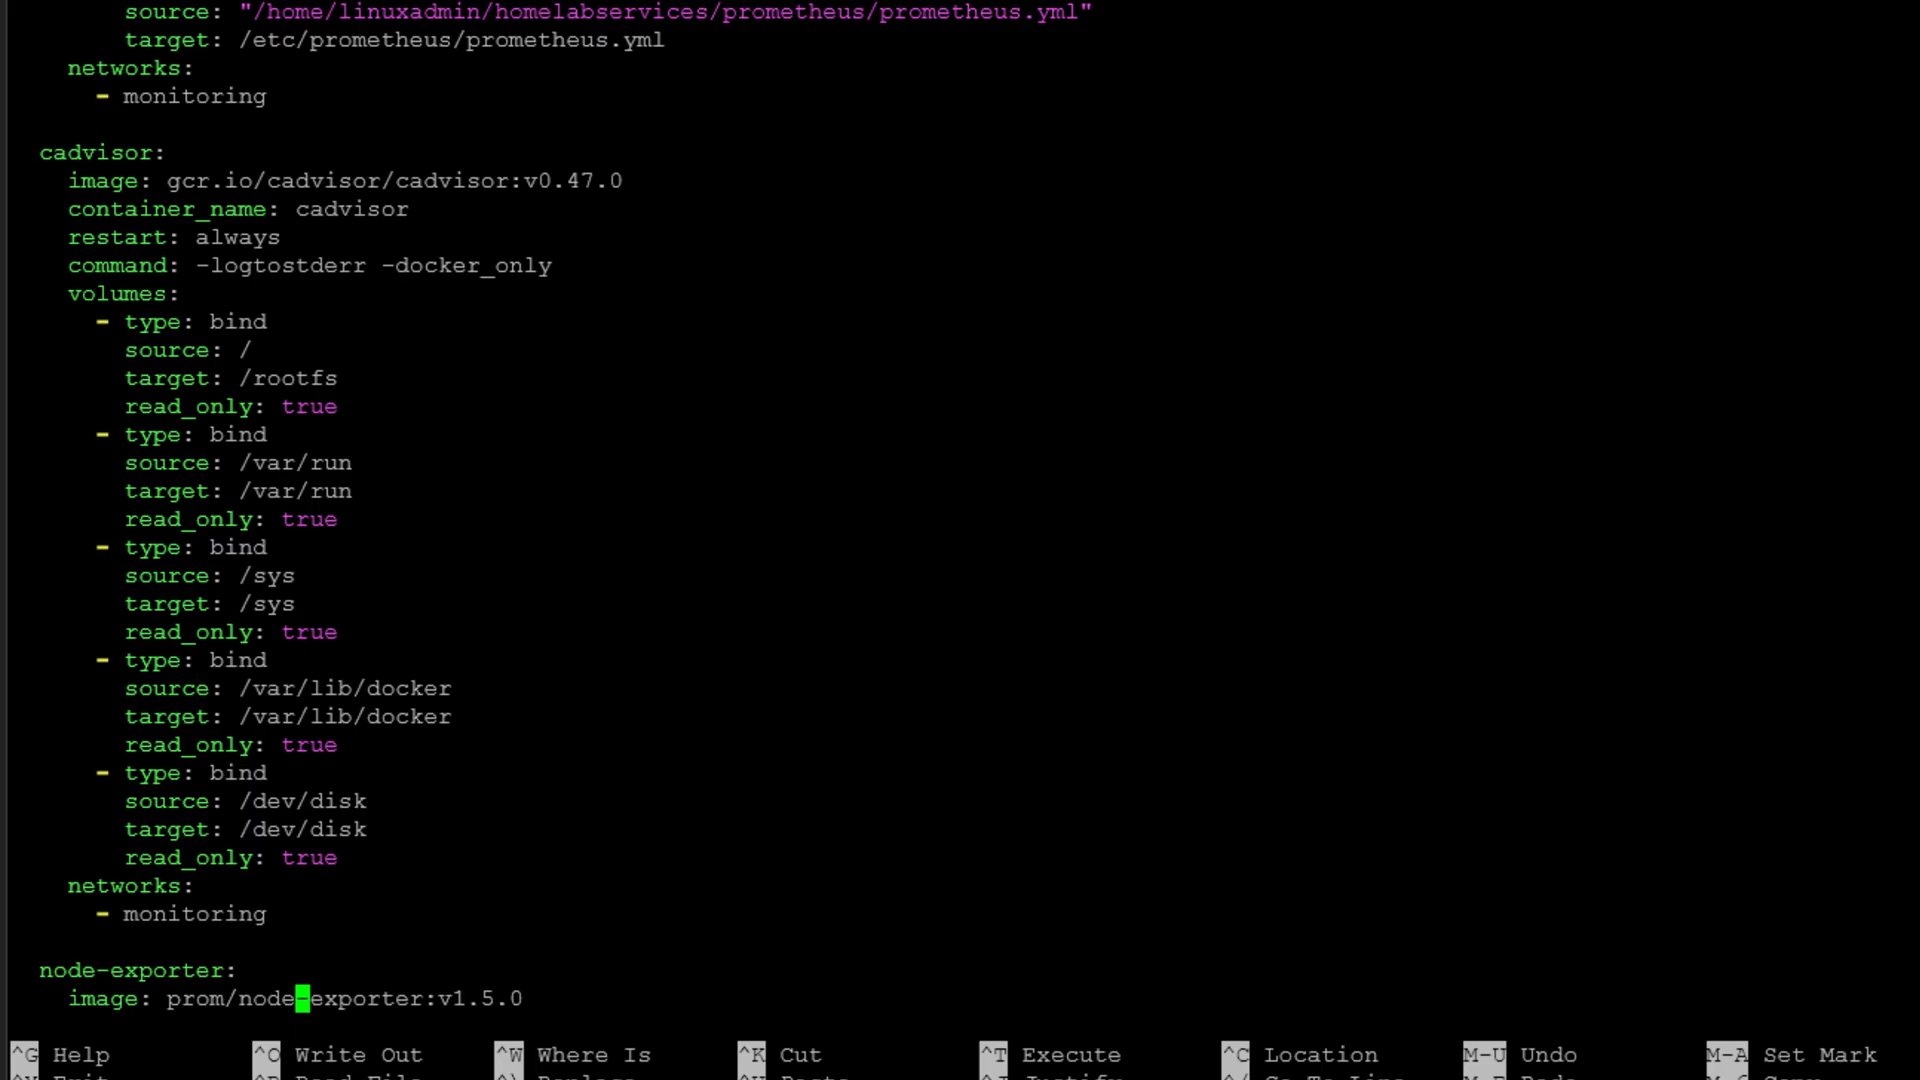 source: "/home/linuxadmin/homelabservices/prometheus/prometheus.yml"
target: /etc/prometheus/prometheus.yml
networks:
- monitoring
cadvisor:
image: gcr.io/cadvisor/cadvisor:v0.47.0
container_name: cadvisor
restart: always
command: -logtostderr -docker_only
volumes:
- type: bind
source: /
target: /rootfs
read_only: true
- type: bind
source: /var/run
target: /var/run
read_only: true
- type: bind
source: /sys
target: /sys
read_only: true
- type: bind
source: /var/lib/docker
target: /var/lib/docker
read_only: true
- type: bind
source: /dev/disk
target: /dev/disk
read_only: true
networks:
- monitoring
node-exporter:
image: prom/node-exporter:v1.5.0
^G Help ^O Write Out ^W Where Is ^K Cut ^T Execute ^C Location M-U Undo M-A Set Mark